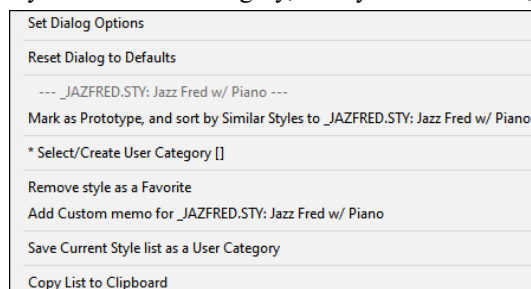 Set Dialog Options
Reset Dialog to Defaults
--- _JAZFRED.STY: Jazz Fred w/ Piano ---
Mark as Prototype, and sort by Similar Styles to _JAZFRED.STY: Jazz Fred w/ Piano
* Select/Create User Category []
Remove style as a Favorite
Add Custom memo for _JAZFRED.STY: Jazz Fred w/ Piano
Save Current Style list as a User Category
Copy List to Clipboard